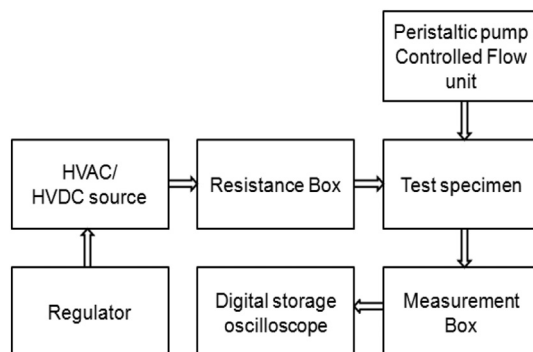 Peristaltic pump
Controlled Flow
unit
HVAC/
HVDC source
Resistance Box
Test specimen
Regulator
Digital storage
oscilloscope
Measurement
Box